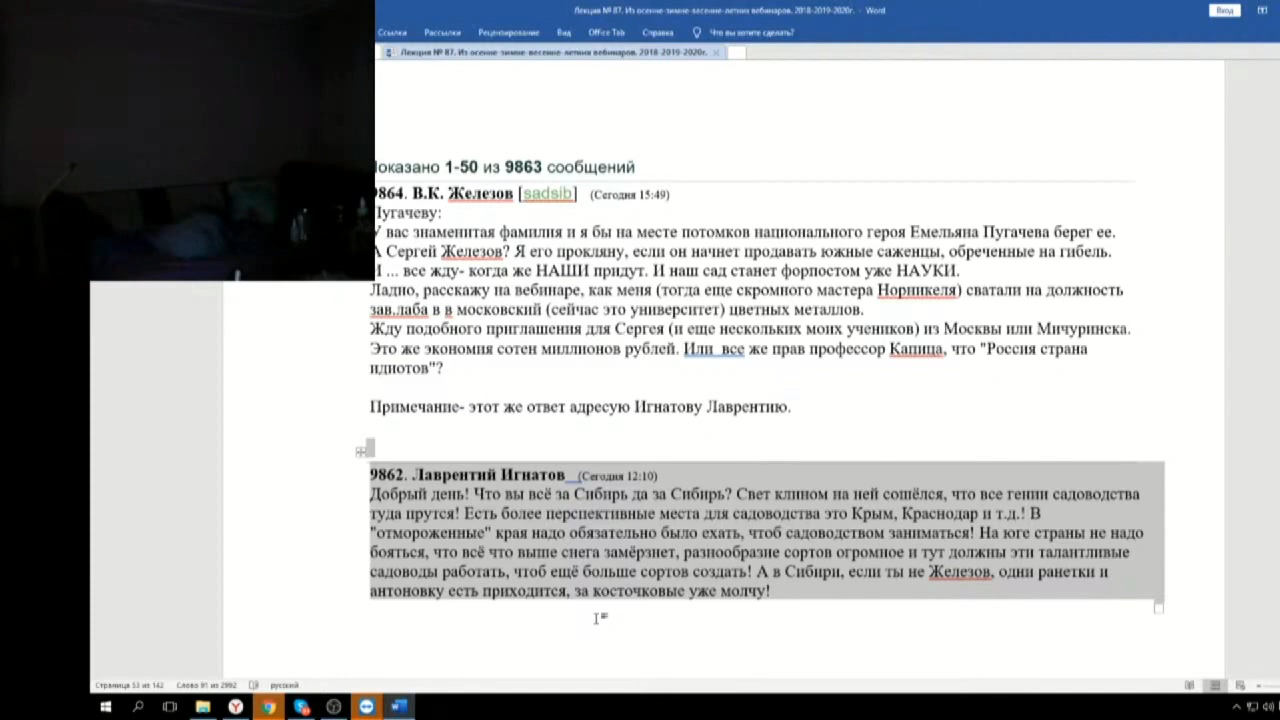 Лекция № 87. Из осенне-зимне-весенне-летних вебинаров. 2018-2019-2020г. - Word
Вход
Ссылки Рассылки Рецензирование Вид Office Tab Справка Что вы хотите сделать?
Лекция № 87. Из осенне-зимне-весенне-летних вебинаров. 2018-2019-2020г.
оказано 1-50 из 9863 сообщений
9864. В.К. Железов [sadsib] (Сегодня 15:49)
Пугачеву:
У вас знаменитая фамилия и я бы на месте потомков национального героя Емельяна Пугачева берег ее.
А Сергей Железов? Я его прокляну, если он начнет продавать южные саженцы, обреченные на гибель.
И ... все жду- когда же НАШИ придут. И наш сад станет форпостом уже НАУКИ.
Ладно, расскажу на вебинаре, как меня (тогда еще скромного мастера Норникеля) сватали на должность
зав.лаба в в московский (сейчас это университет) цветных металлов.
Жду подобного приглашения для Сергея (и еще нескольких моих учеников) из Москвы или Мичуринска.
Это же экономия сотен миллионов рублей. Или все же прав профессор Капица, что "Россия страна
идиотов"?
Примечание- этот же ответ адресую Игнатову Лаврентию.
9862. Лаврентий Игнатов (Сегодня 12:10)
Добрый день! Что вы всё за Сибирь да за Сибирь? Свет клином на ней сошёлся, что все гении садоводства
туда прутся! Есть более перспективные места для садоводства это Крым, Краснодар и т.д.! В
"отмороженные" края надо обязательно было ехать, чтоб садоводством заниматься! На юге страны не надо
бояться, что всё что выше снега замёрзнет, разнообразие сортов огромное и тут должны эти талантливые
садоводы работать, чтоб ещё больше сортов создать! А в Сибири, если ты не Железов, одни ранетки и
антоновку есть приходится, за косточковые уже молчу!
Страница 53 из 142 Слово 91 из 2992 русский